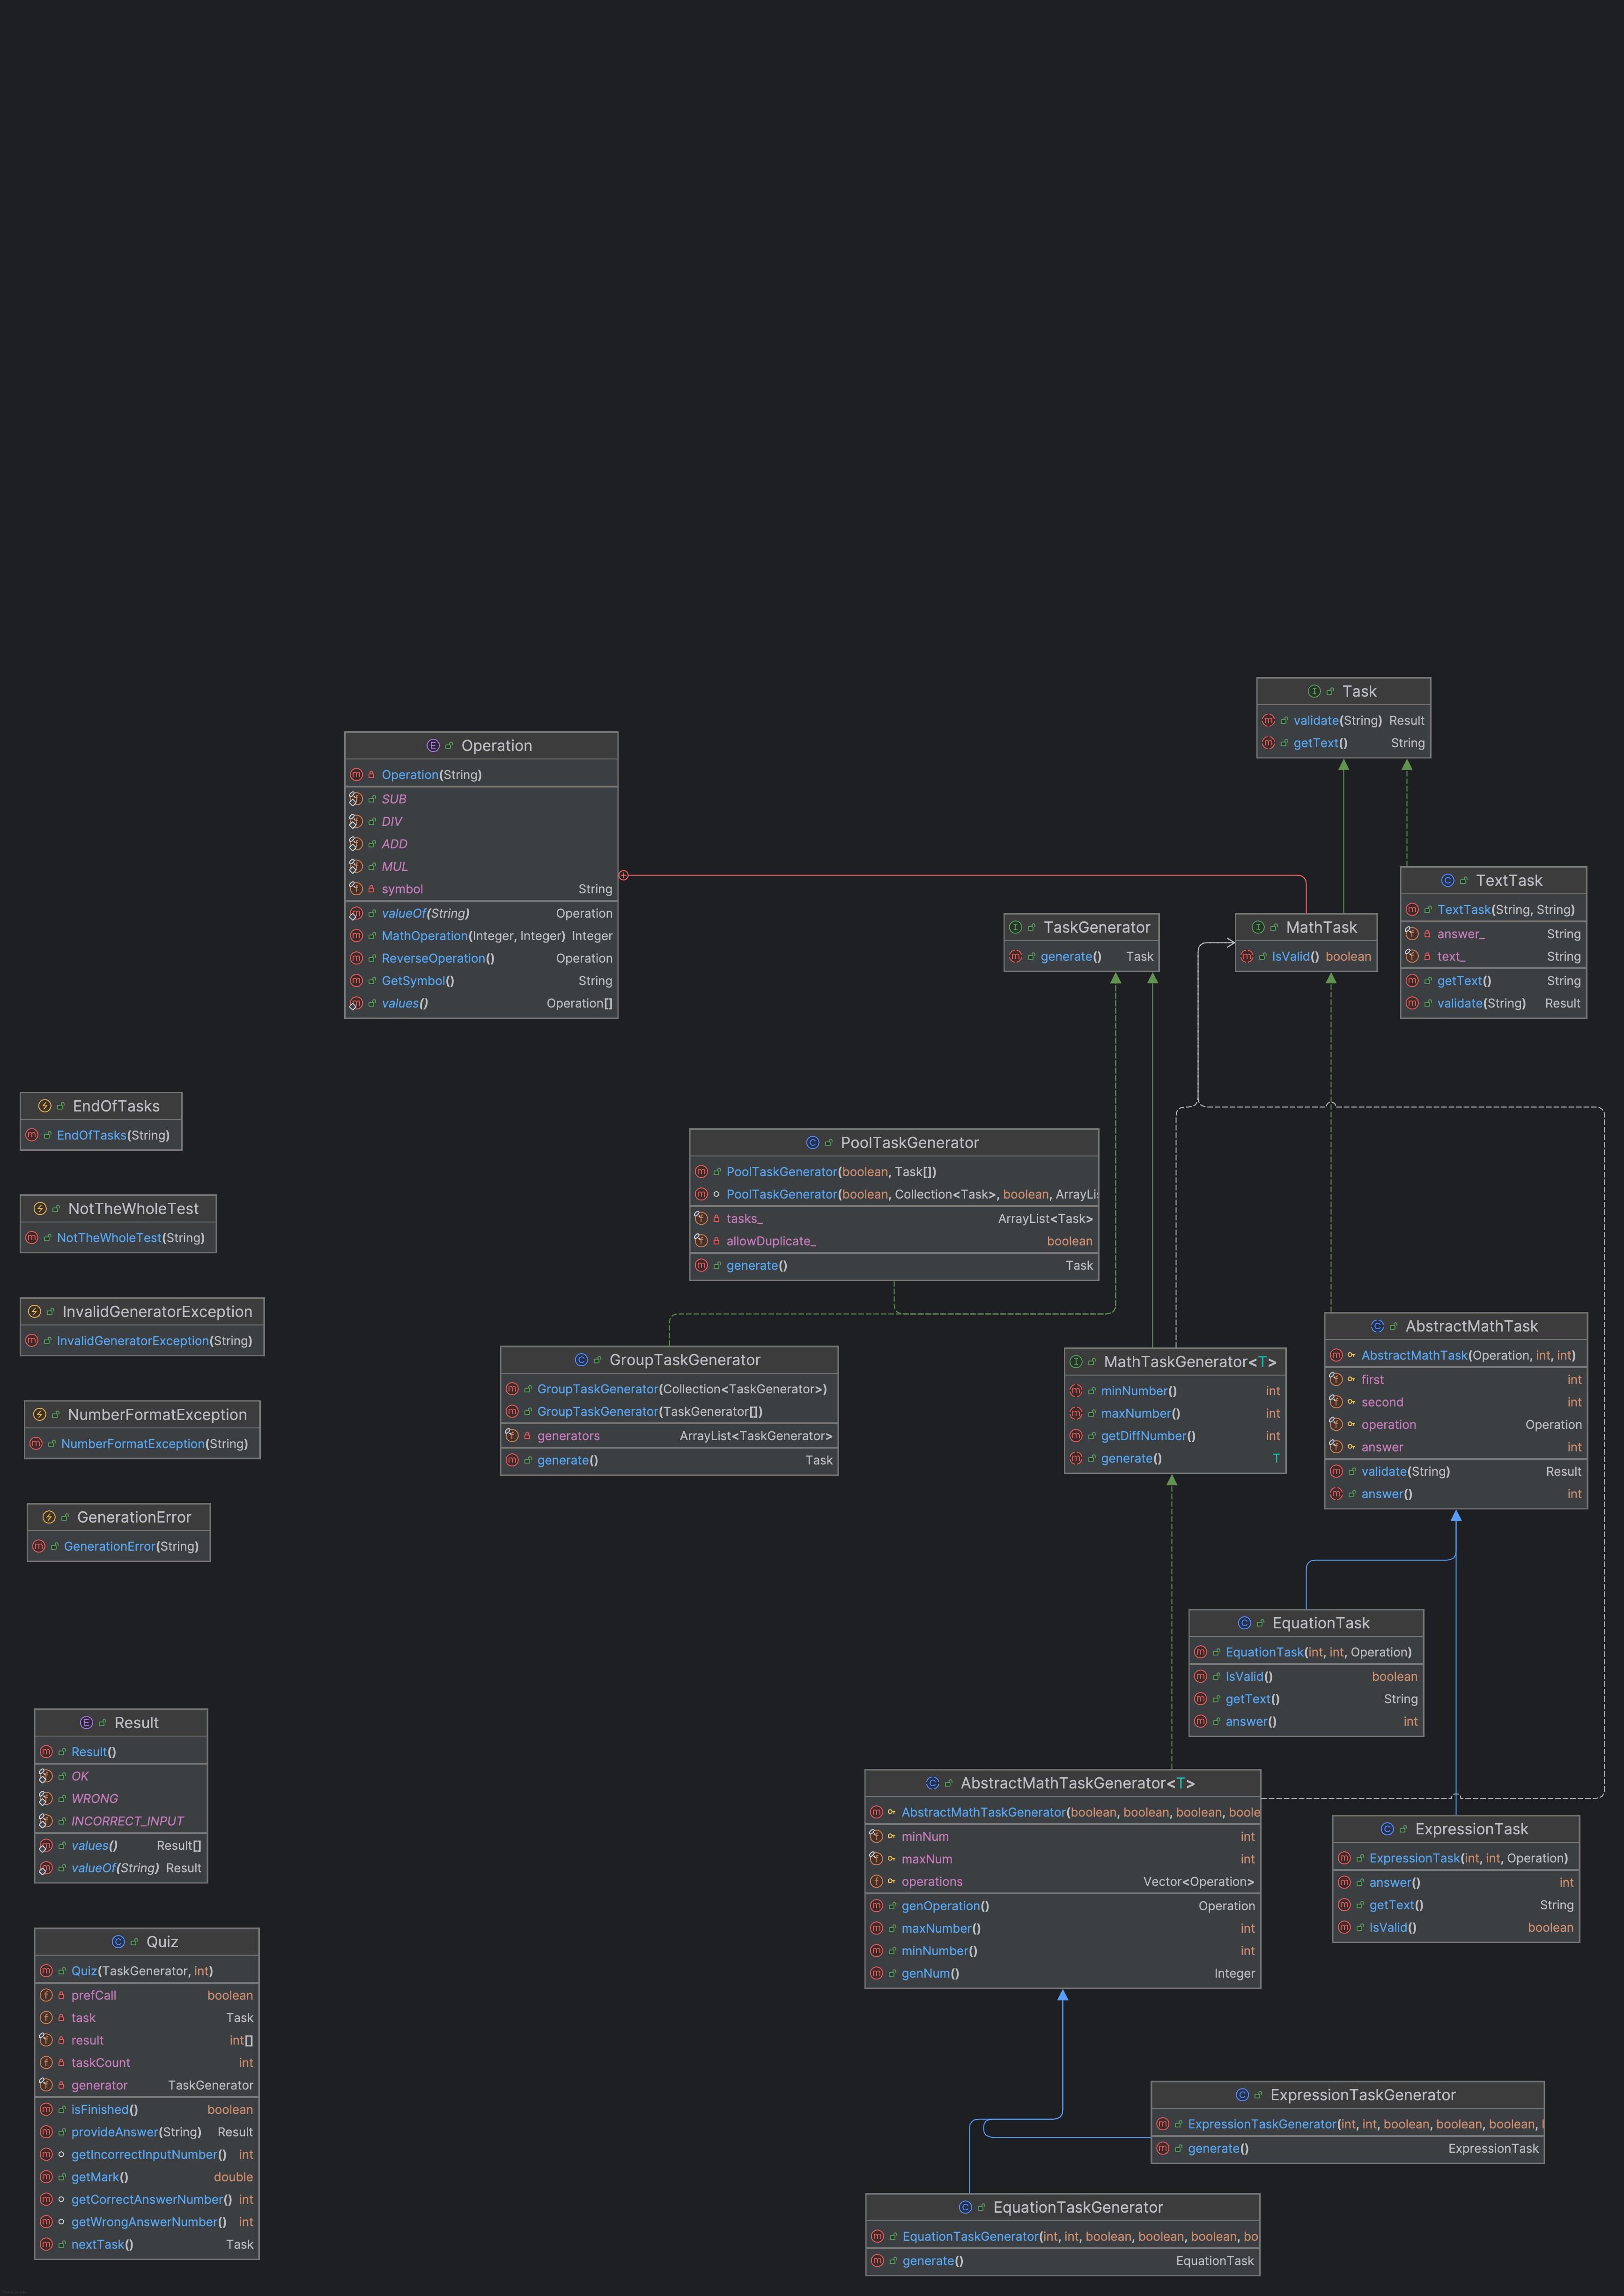 Task
validate(String) Result
getText() String
Operation
Operation(String)
SUB
DIV
ADD
MUL
symbol String
valueOf(String) Operation
MathOperation(Integer, Integer) Integer
ReverseOperation() Operation
GetSymbol() String
values() Operation[]
TextTask
TextTask(String, String)
answer_ String
text_ String
getText() String
validate(String) Result
TaskGenerator
generate() Task
MathTask
IsValid() boolean
EndOfTasks
EndOfTasks(String)
NotTheWholeTest
NotTheWholeTest(String)
InvalidGeneratorException
InvalidGeneratorException(String)
NumberFormatException
NumberFormatException(String)
GenerationError
GenerationError(String)
PoolTaskGenerator
PoolTaskGenerator(boolean, Task[])
PoolTaskGenerator(boolean, Collection<Task>, boolean, ArrayLi
tasks_ ArrayList<Task>
allowDuplicate_ boolean
generate() Task
GroupTaskGenerator
GroupTaskGenerator(Collection<TaskGenerator>)
GroupTaskGenerator(TaskGenerator[])
generators ArrayList<TaskGenerator>
generate() Task
MathTaskGenerator<T>
minNumber() int
maxNumber() int
getDiffNumber() int
generate() T
AbstractMathTask
AbstractMathTask(Operation, int, int)
first int
second int
operation Operation
answer int
validate(String) Result
answer() int
EquationTask
EquationTask(int, int, Operation)
IsValid() boolean
getText() String
answer() int
Result
Result()
OK
WRONG
INCORRECT_INPUT
values() Result[]
valueOf(String) Result
AbstractMathTaskGenerator<T>
AbstractMathTaskGenerator(boolean, boolean, boolean, boole
minNum int
maxNum int
operations Vector<Operation>
genOperation() Operation
maxNumber() int
minNumber() int
genNum() Integer
ExpressionTask
ExpressionTask(int, int, Operation)
answer() int
getText() String
IsValid() boolean
Quiz
Quiz(TaskGenerator, int)
prefCall boolean
task Task
result int[]
taskCount int
generator TaskGenerator
isFinished() boolean
provideAnswer(String) Result
getIncorrectInputNumber() int
getMark() double
getCorrectAnswerNumber() int
getWrongAnswerNumber() int
nextTask() Task
ExpressionTaskGenerator
ExpressionTaskGenerator(int, int, boolean, boolean, boolean,
generate() ExpressionTask
EquationTaskGenerator
EquationTaskGenerator(int, int, boolean, boolean, boolean, bo
generate() EquationTask